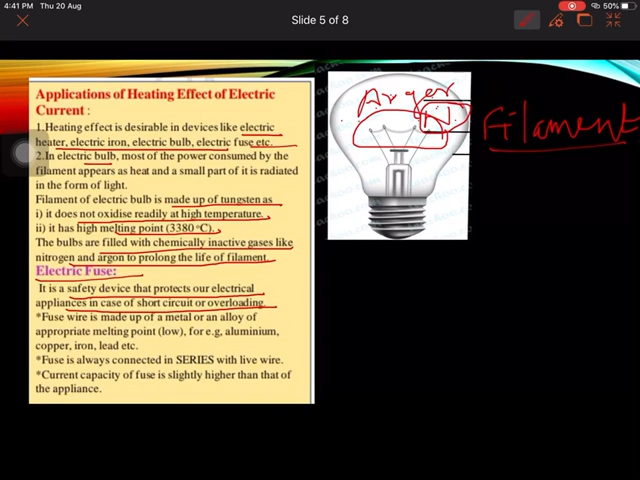 4:41 PM Thu 20 Aug
50%
Slide 5 of 8
Applications of Heating Effect of Electric
Current :
1.Heating effect is desirable in devices like electric
heater, electric iron, electric bulb, electric fuse etc.
2.In electric bulb, most of the power consumed by the
filament appears as heat and a small part of it is radiated
in the form of light.
Filament of electric bulb is made up of tungsten as
i) it does not oxidise readily at high temperature.
ii) it has high melting point (3380 °C).
The bulbs are filled with chemically inactive gases like
nitrogen and argon to prolong the life of filament.
Electric Fuse:
It is a safety device that protects our electrical
appliances in case of short circuit or overloading.
*Fuse wire is made up of a metal or an alloy of
appropriate melting point (low), for e.g, aluminium,
copper, iron, lead etc.
*Fuse is always connected in SERIES with live wire.
*Current capacity of fuse is slightly higher than that of
the appliance.
N
Filament